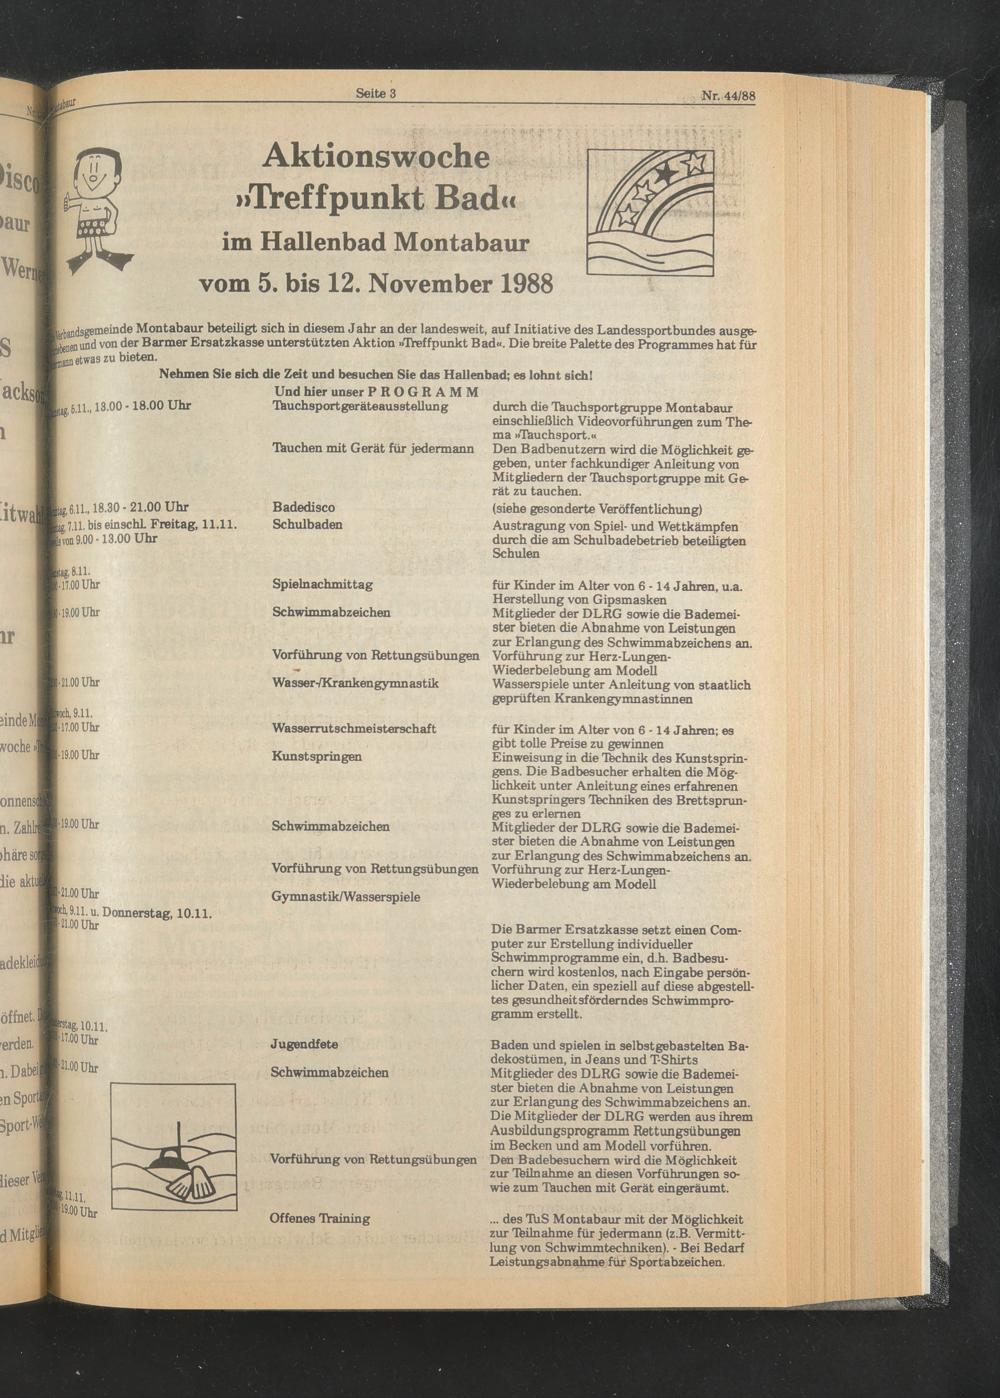 Seite 3
Nr. 44/88
Aktionswoche
»Treffpunkt Bad«
im Hallenbad Montabaur
vom 5. bis 12. November 1988
Verbandsgemeinde Montabaur beteiligt sich in diesem Jahr an der landesweit, auf Initiative des Landessportbundes ausge-
und von der Barmer Ersatzkasse unterstützten Aktion »Treffpunkt Bad«. Die breite Palette des Programmes hat für
etwas zu bieten.
Nehmen Sie sich die Zeit und besuchen Sie das Hallenbad; es lohnt sich!
Und hier unser P R O G R A M M
5.11., 13.00 - 18.00 Uhr
Tauchsportgeräteausstellung
durch die Tauchsportgruppe Montabaur
einschließlich Videovorführungen zum The-
ma »Tauchsport.«
Tauchen mit Gerät für jedermann
Den Badbenutzern wird die Möglichkeit ge-
geben, unter fachkundiger Anleitung von
Mitgliedern der Tauchsportgruppe mit Ge-
rät zu tauchen.
6.11., 18.30 - 21.00 Uhr
Badedisco
(siehe gesonderte Veröffentlichung)
7.11. bis einschl. Freitag, 11.11.
von 9.00 - 13.00 Uhr
Schulbaden
Austragung von Spiel- und Wettkämpfen
durch die am Schulbadebetrieb beteiligten
Schulen
8.11.
- 17.00 Uhr
Spielnachmittag
für Kinder im Alter von 6 - 14 Jahren, u.a.
Herstellung von Gipsmasken
- 19.00 Uhr
Schwimmabzeichen
Mitglieder der DLRG sowie die Bademei-
ster bieten die Abnahme von Leistungen
zur Erlangung des Schwimmabzeichens an.
Vorführung von Rettungsübungen
Vorführung zur Herz-Lungen-
Wiederbelebung am Modell
- 21.00 Uhr
Wasser-/Krankengymnastik
Wasserspiele unter Anleitung von staatlich
geprüften Krankengymnastinnen
9.11.
- 17.00 Uhr
Wasserrutschmeisterschaft
für Kinder im Alter von 6 - 14 Jahren; es
gibt tolle Preise zu gewinnen
- 19.00 Uhr
Kunstspringen
Einweisung in die Technik des Kunstsprin-
gens. Die Badbesucher erhalten die Mög-
lichkeit unter Anleitung eines erfahrenen
Kunstspringers Techniken des Brettsprun-
ges zu erlernen
- 19.00 Uhr
Schwimmabzeichen
Mitglieder der DLRG sowie die Bademei-
ster bieten die Abnahme von Leistungen
zur Erlangung des Schwimmabzeichens an.
Vorführung von Rettungsübungen
Vorführung zur Herz-Lungen-
Wiederbelebung am Modell
- 21.00 Uhr
Gymnastik/Wasserspiele
9.11. u. Donnerstag, 10.11.
- 21.00 Uhr
Die Barmer Ersatzkasse setzt einen Com-
puter zur Erstellung individueller
Schwimmprogramme ein, d.h. Badbesu-
chern wird kostenlos, nach Eingabe persön-
licher Daten, ein speziell auf diese abgestell-
tes gesundheitsförderndes Schwimmpro-
gramm erstellt.
10.11.
- 17.00 Uhr
Jugendfete
Baden und spielen in selbstgebastelten Ba-
dekostümen, in Jeans und T-Shirts
- 21.00 Uhr
Schwimmabzeichen
Mitglieder des DLRG sowie die Bademei-
ster bieten die Abnahme von Leistungen
zur Erlangung des Schwimmabzeichens an.
Die Mitglieder der DLRG werden aus ihrem
Ausbildungsprogramm Rettungsübungen
im Becken und am Modell vorführen.
Vorführung von Rettungsübungen
Den Badebesuchern wird die Möglichkeit
zur Teilnahme an diesen Vorführungen so-
wie zum Tauchen mit Gerät eingeräumt.
11.11.
- 19.00 Uhr
Offenes Training
... des TuS Montabaur mit der Möglichkeit
zur Teilnahme für jedermann (z.B. Vermitt-
lung von Schwimmtechniken). - Bei Bedarf
Leistungsabnahme für Sportabzeichen.